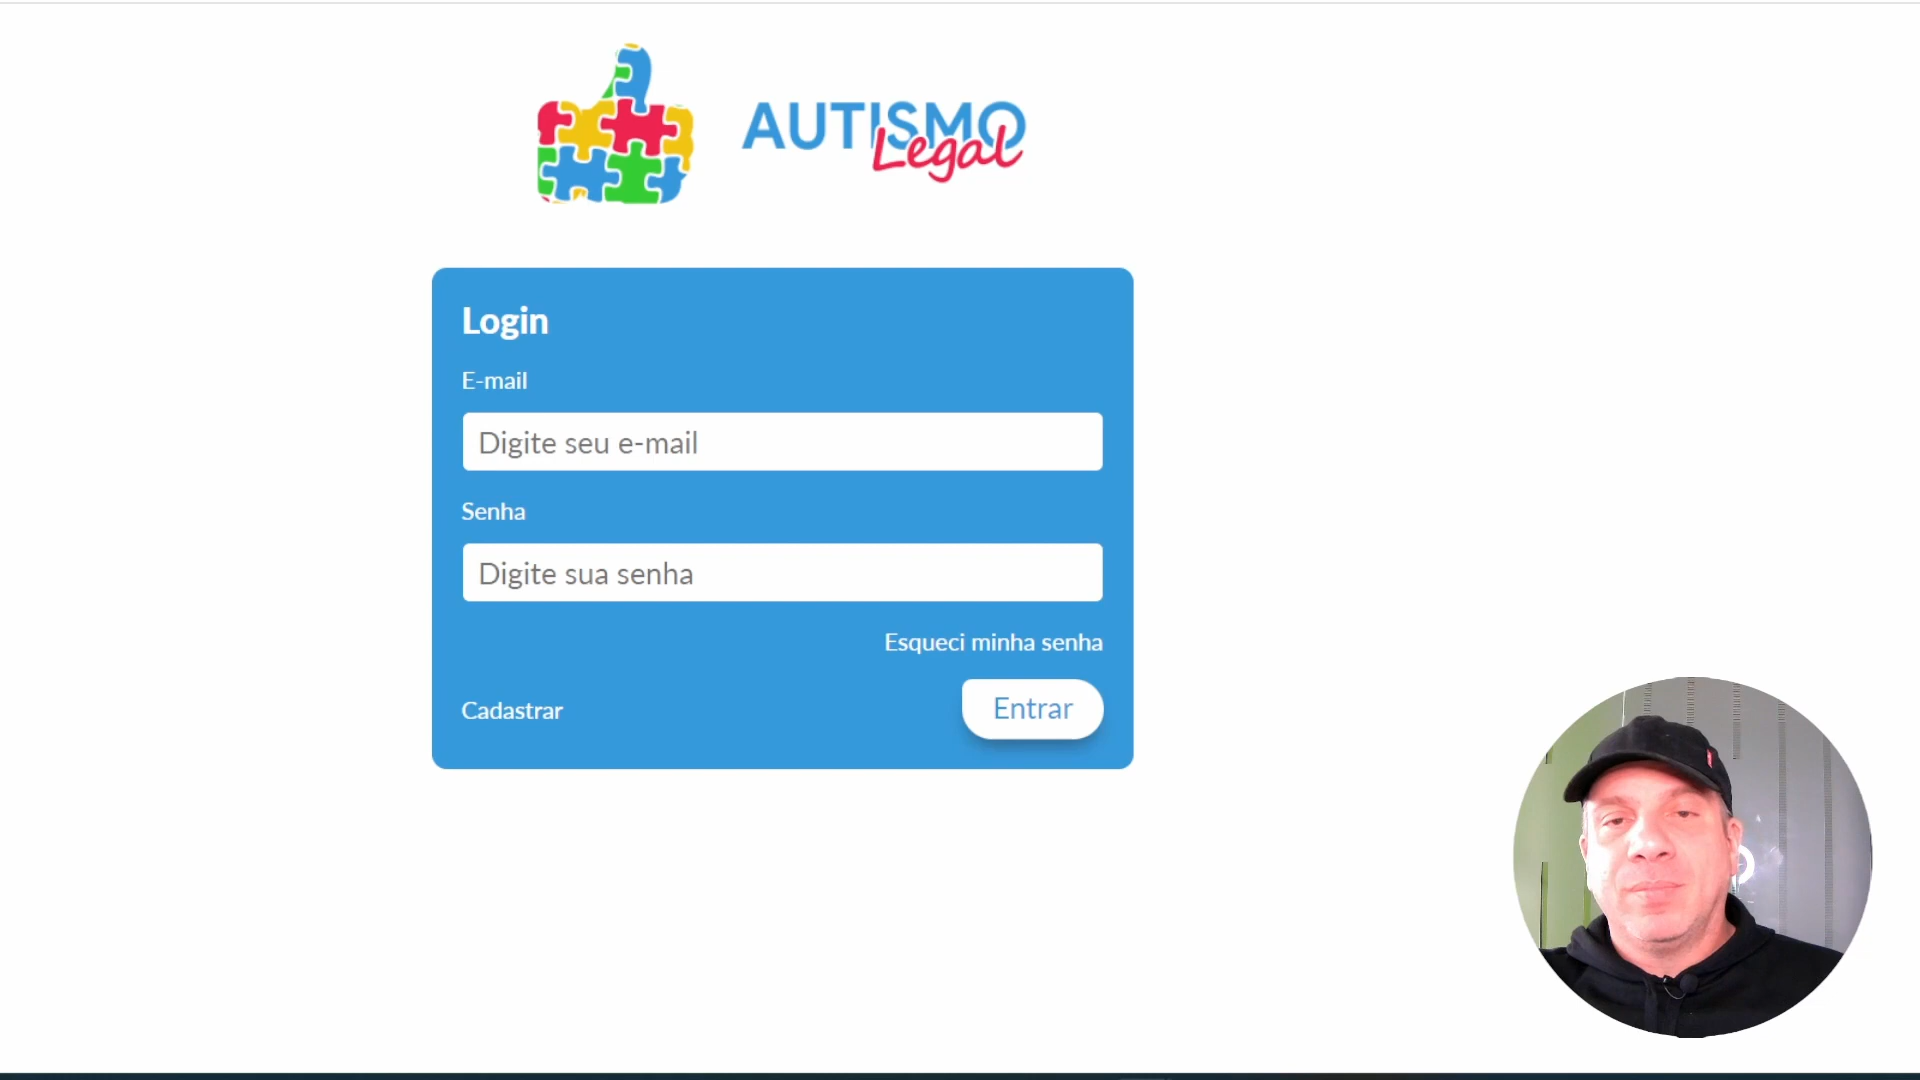 AUTISMO
Legal
Login
E-mail
Digite seu e-mail
Senha
Digite sua senha
Esqueci minha senha
Cadastrar
Entrar